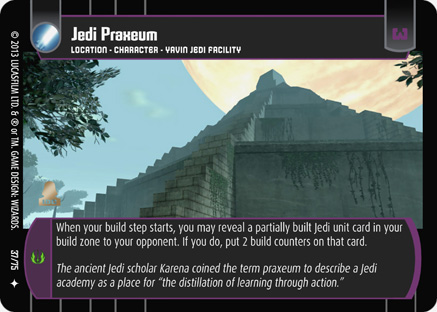 Jedi Praxeum
LOCATION - CHARACTER - YAVIN JEDI FACILITY
When your build step starts, you may reveal a partially built Jedi unit card in your
build zone to your opponent. If you do, put 2 build counters on that card.
The ancient Jedi scholar Karena coined the term praxeum to describe a Jedi
academy as a place for “the distillation of learning through action.”
© 2013 LUCASFILM LTD. & ® or TM. GAME DESIGN: WIZARDS.
37/75